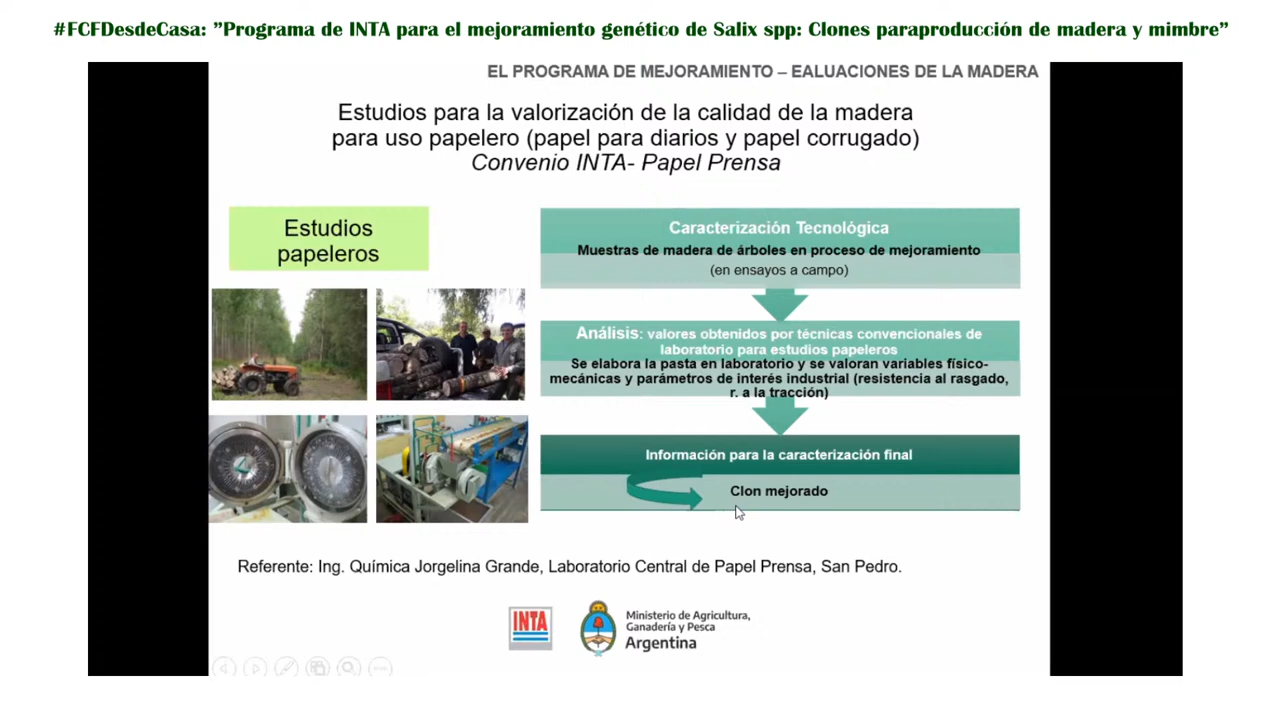 #FCFDesdeCasa: ”Programa de INTA para el mejoramiento genético de Salix spp: Clones paraproducción de madera y mimbre”
EL PROGRAMA DE MEJORAMIENTO – EALUACIONES DE LA MADERA
Estudios para la valorización de la calidad de la madera
para uso papelero (papel para diarios y papel corrugado)
Convenio INTA- Papel Prensa
Estudios
papeleros
Caracterización Tecnológica
Muestras de madera de árboles en proceso de mejoramiento
(en ensayos a campo)
Análisis: valores obtenidos por técnicas convencionales de
laboratorio para estudios papeleros
Se elabora la pasta en laboratorio y se valoran variables físico-
mecánicas y parámetros de interés industrial (resistencia al rasgado,
r. a la tracción)
Información para la caracterización final
Clon mejorado
Referente: Ing. Química Jorgelina Grande, Laboratorio Central de Papel Prensa, San Pedro.
INTA
Ministerio de Agricultura,
Ganadería y Pesca
Argentina